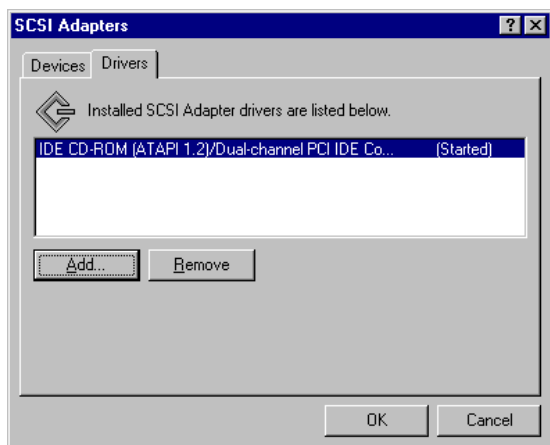 SCSI Adapters
Devices Drivers
Installed SCSI Adapter drivers are listed below.
IDE CD-ROM (ATAPI 1.2)/Dual-channel PCI IDE Co... (Started)
Add... Remove
OK Cancel